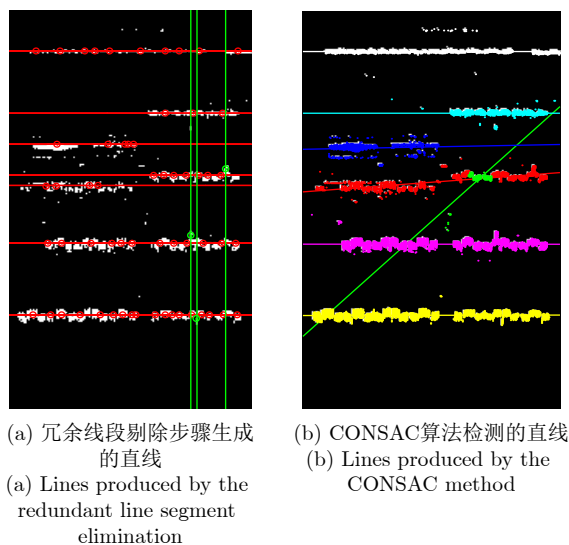 (a) 冗余线段剔除步骤生成
的直线
(a) Lines produced by the
redundant line segment
elimination
(b) CONSAC算法检测的直线
(b) Lines produced by the
CONSAC method